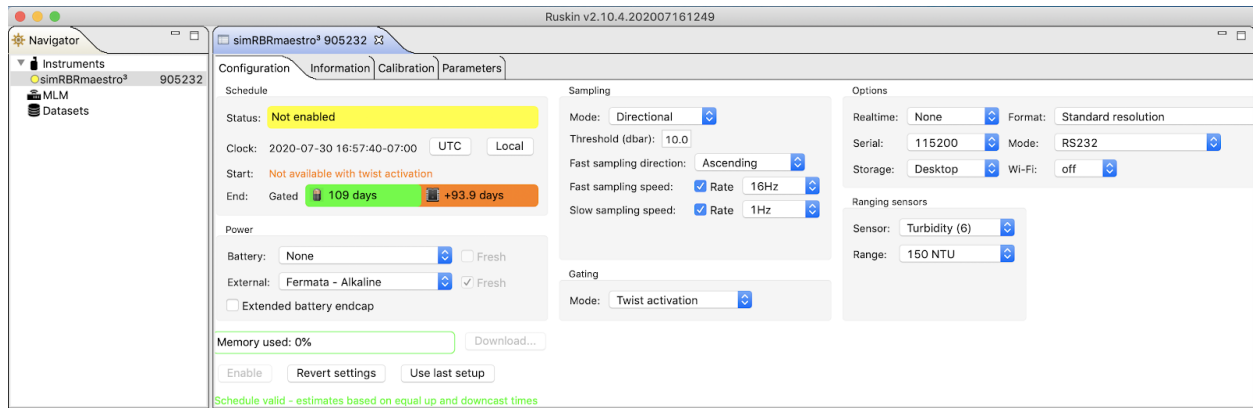 Ruskin v2.10.4.202007161249
Navigator
Instruments
simRBRmaestro³ 905232
MLM
Datasets
simRBRmaestro³ 905232
Configuration Information Calibration Parameters
Schedule
Status: Not enabled
Clock: 2020-07-30 16:57:40-07:00 UTC Local
Start: Not available with twist activation
End: Gated 109 days +93.9 days
Power
Battery: None Fresh
External: Fermata - Alkaline Fresh
Extended battery endcap
Memory used: 0% Download...
Enable Revert settings Use last setup
Schedule valid - estimates based on equal up and downcast times
Sampling
Mode: Directional
Threshold (dbar): 10.0
Fast sampling direction: Ascending
Fast sampling speed: Rate 16Hz
Slow sampling speed: Rate 1Hz
Gating
Mode: Twist activation
Options
Realtime: None Format: Standard resolution
Serial: 115200 Mode: RS232
Storage: Desktop Wi-Fi: off
Ranging sensors
Sensor: Turbidity (6)
Range: 150 NTU